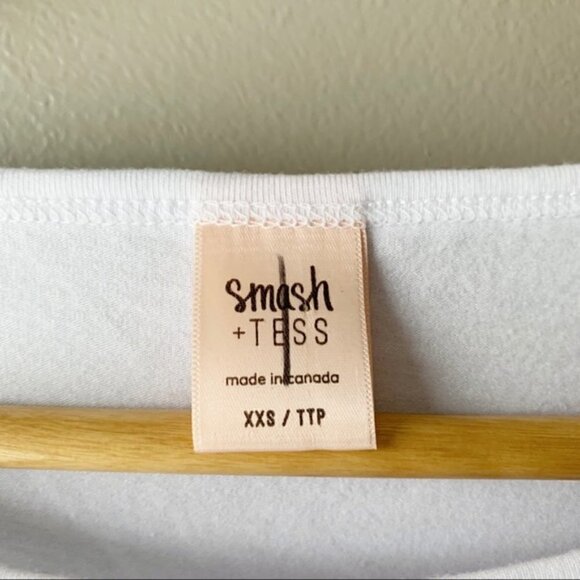 smash
+TESS
made in canada
XXS / TTP